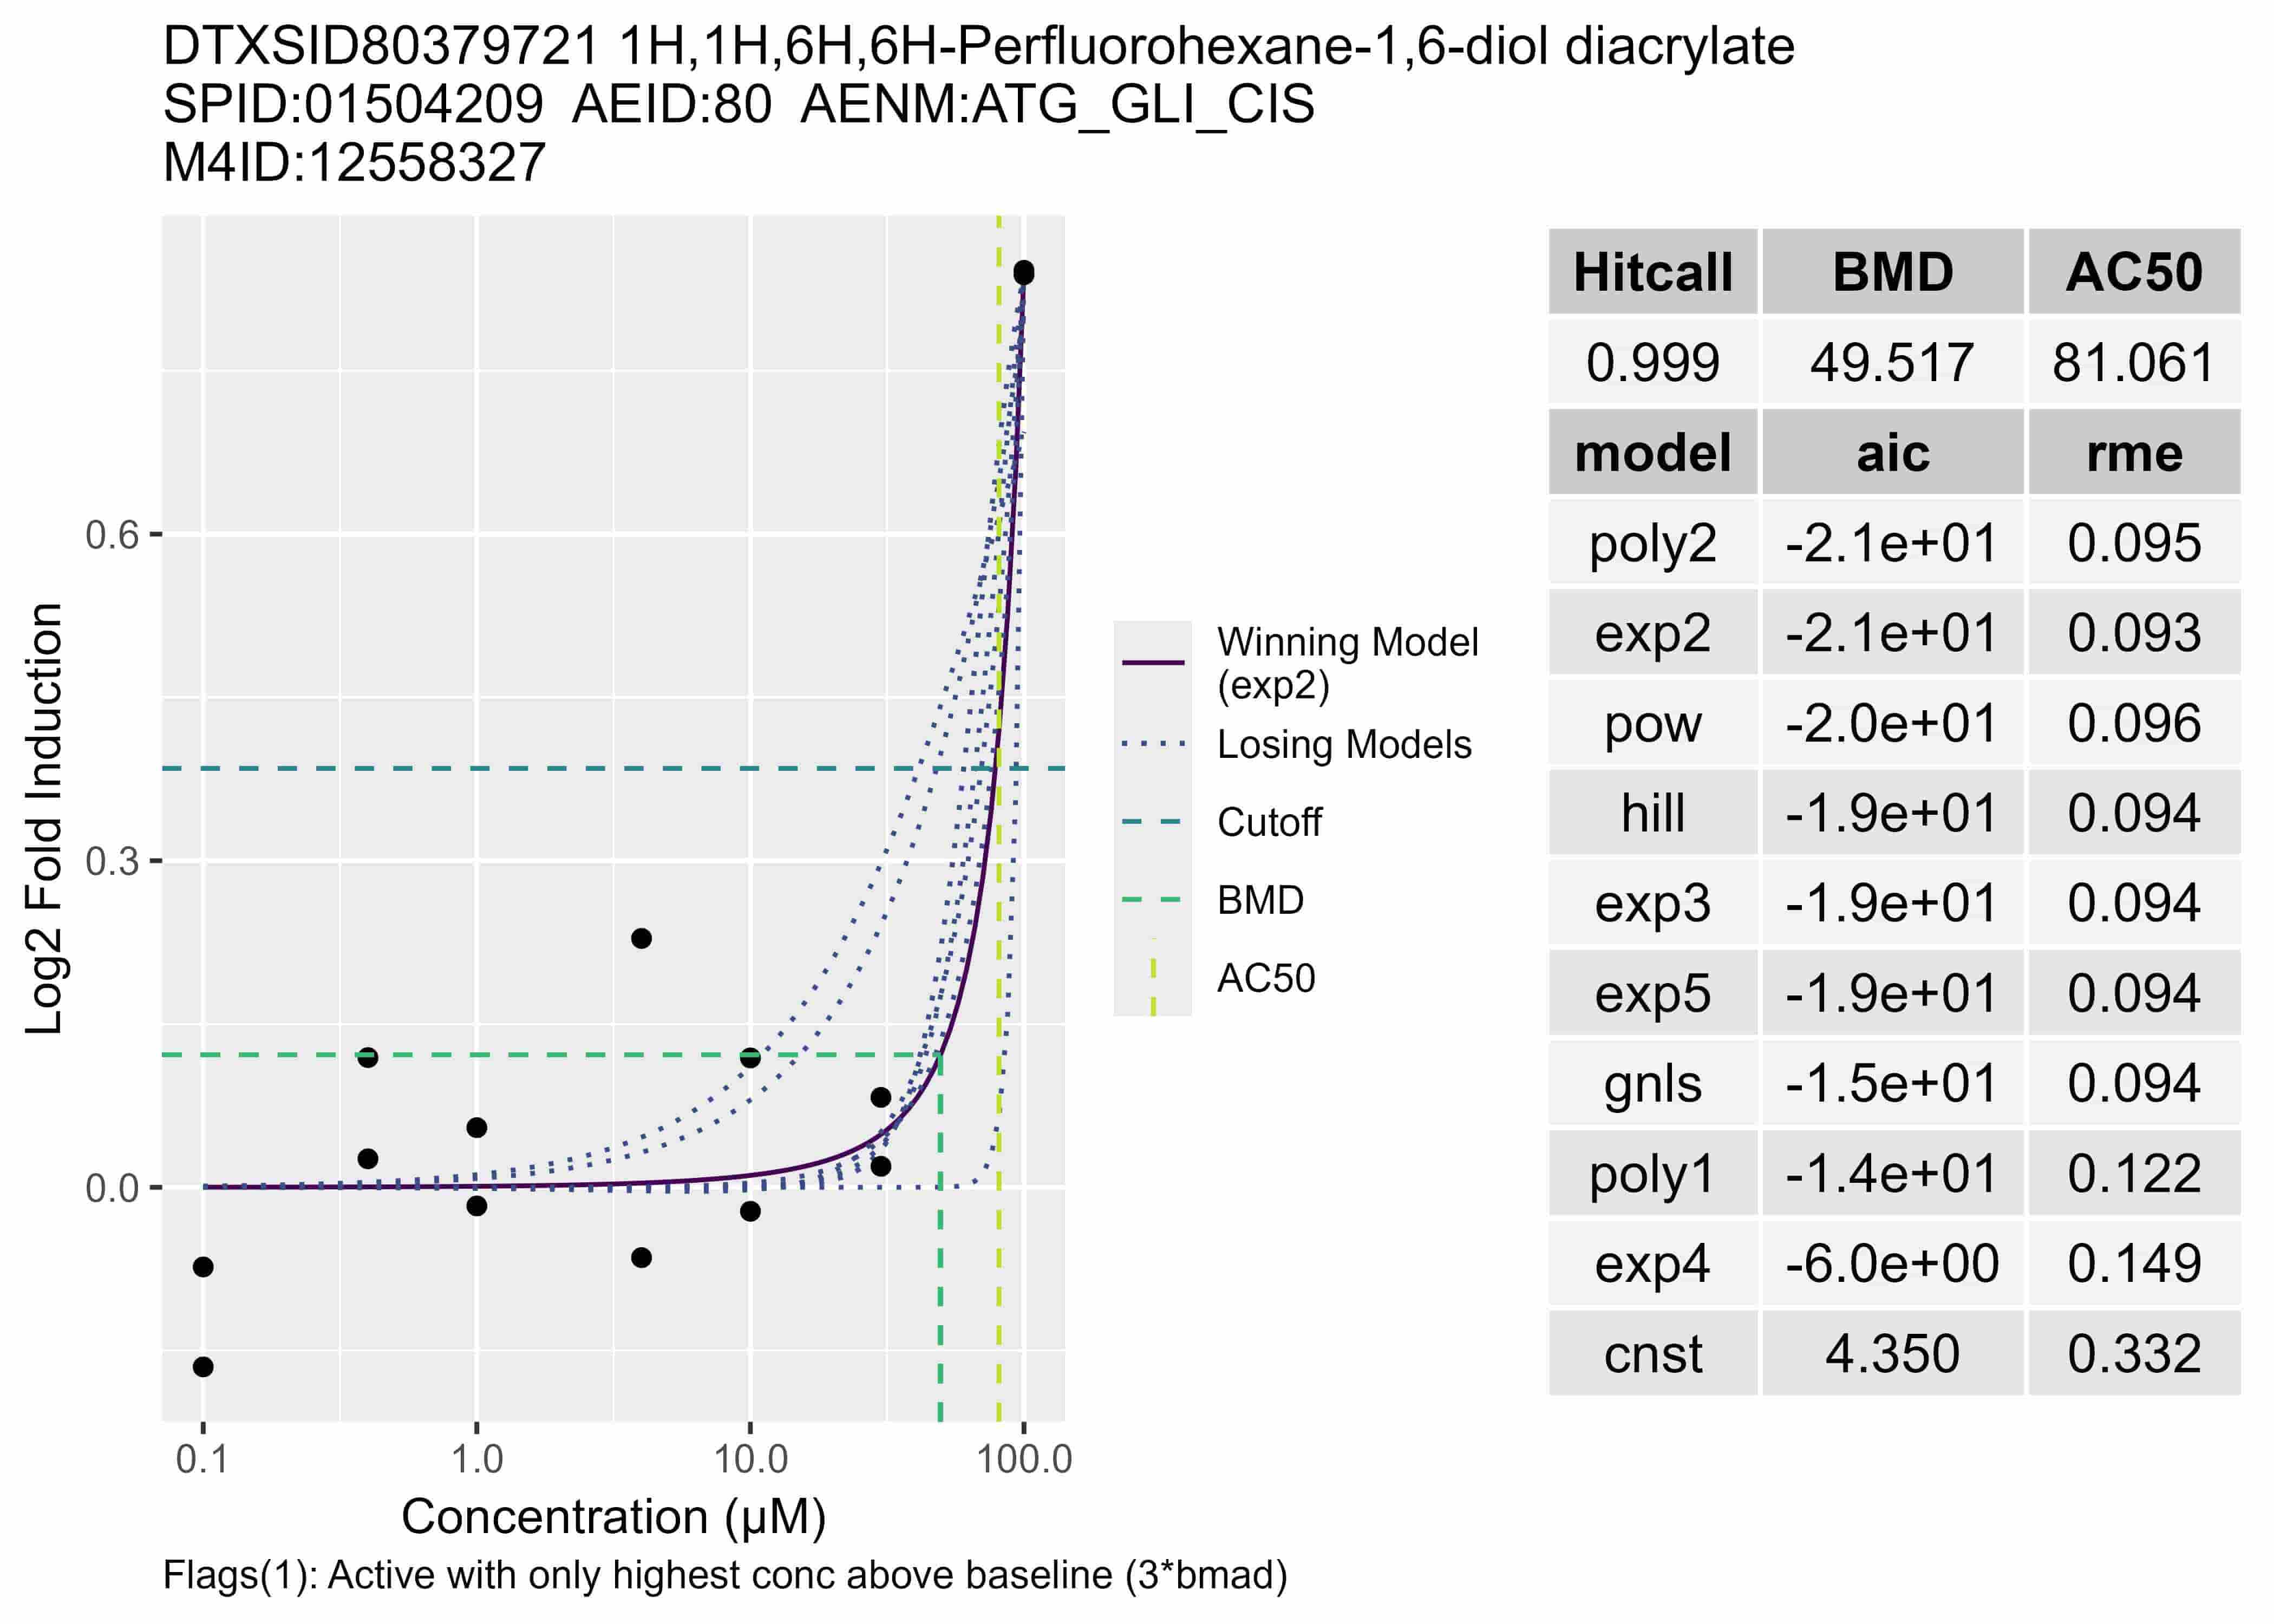 DTXSID80379721 1H,1H,6H,6H-Perfluorohexane-1,6-diol diacrylate
SPID:01504209 AEID:80 AENM:ATG_GLI_CIS
M4ID:12558327
Log2 Fold Induction
0.6
0.3
0.0
0.1 1.0 10.0 100.0
Concentration (µM)
Flags(1): Active with only highest conc above baseline (3*bmad)
Winning Model
(exp2)
Losing Models
Cutoff
BMD
AC50
Hitcall BMD AC50
0.999 49.517 81.061
model aic rme
poly2 -2.1e+01 0.095
exp2 -2.1e+01 0.093
pow -2.0e+01 0.096
hill -1.9e+01 0.094
exp3 -1.9e+01 0.094
exp5 -1.9e+01 0.094
gnls -1.5e+01 0.094
poly1 -1.4e+01 0.122
exp4 -6.0e+00 0.149
cnst 4.350 0.332